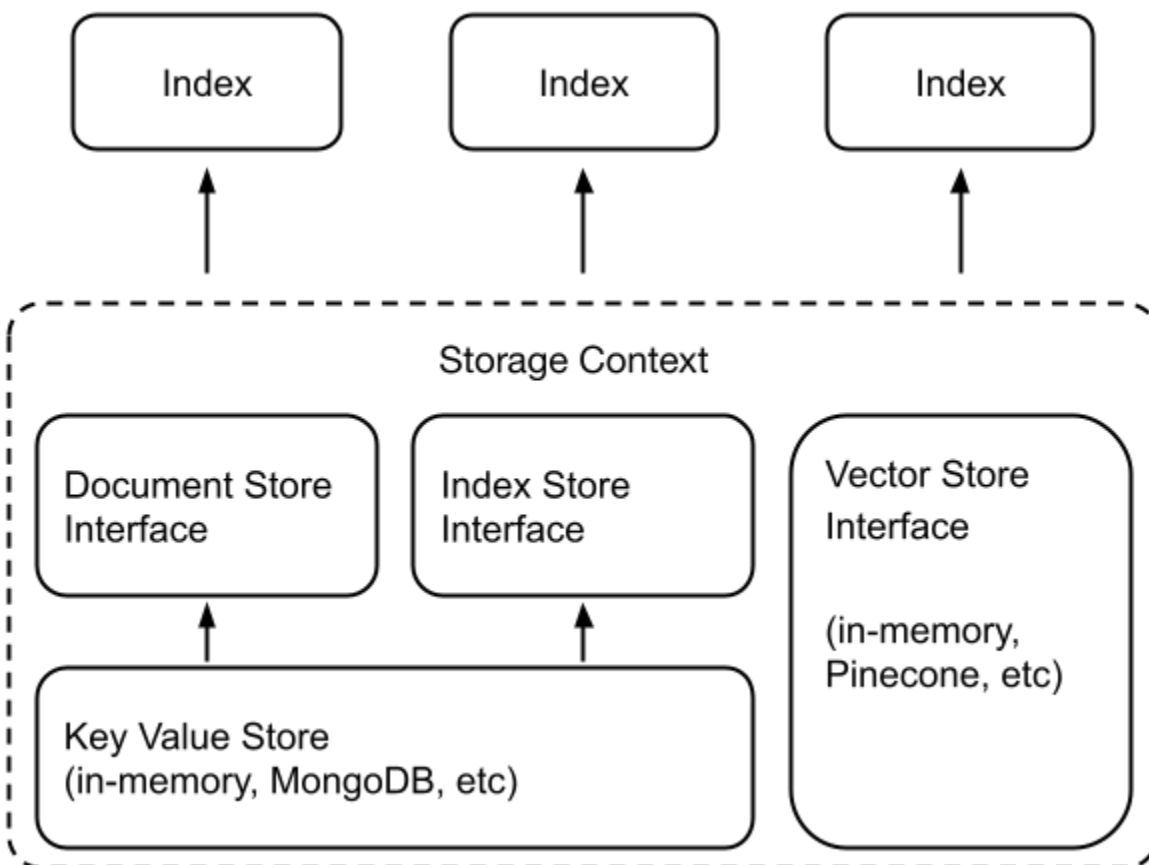 Index
Index
Index
Storage Context
Document Store
Interface
Index Store
Interface
Vector Store
Interface
(in-memory,
Pinecone, etc)
Key Value Store
(in-memory, MongoDB, etc)